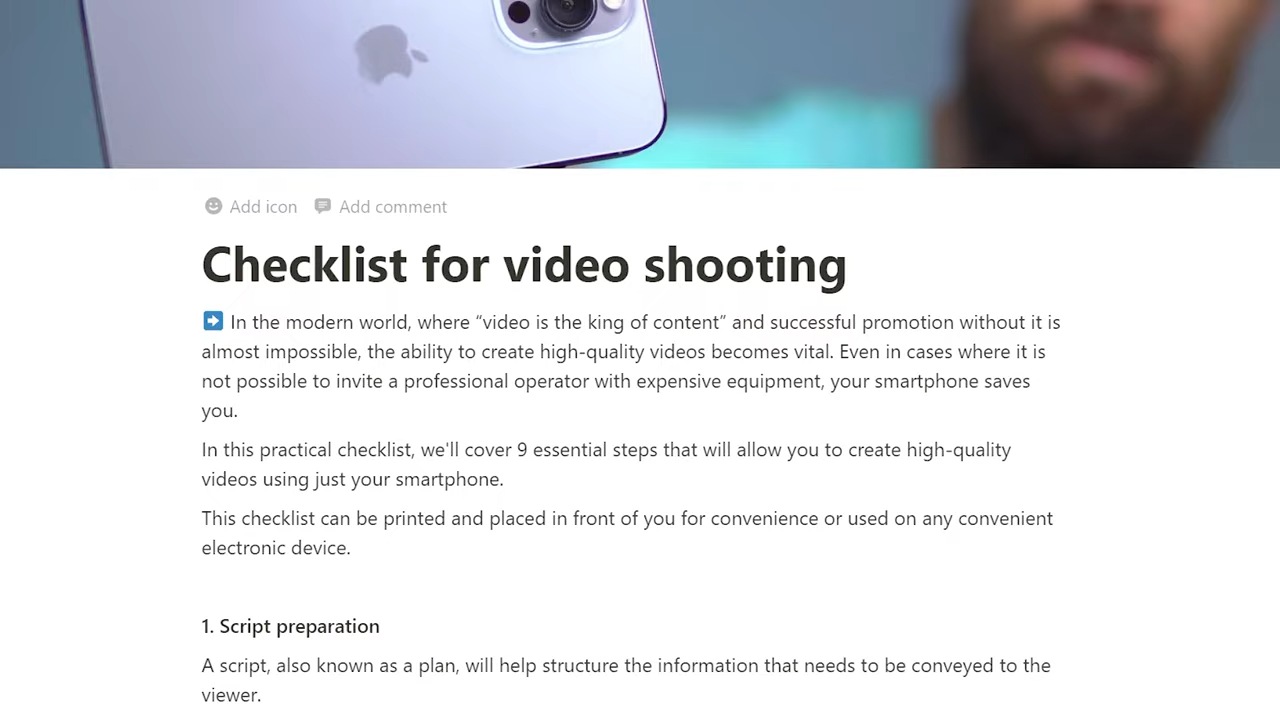 Add icon Add comment
Checklist for video shooting
➡️ In the modern world, where “video is the king of content” and successful promotion without it is
almost impossible, the ability to create high-quality videos becomes vital. Even in cases where it is
not possible to invite a professional operator with expensive equipment, your smartphone saves
you.
In this practical checklist, we'll cover 9 essential steps that will allow you to create high-quality
videos using just your smartphone.
This checklist can be printed and placed in front of you for convenience or used on any convenient
electronic device.
1. Script preparation
A script, also known as a plan, will help structure the information that needs to be conveyed to the
viewer.